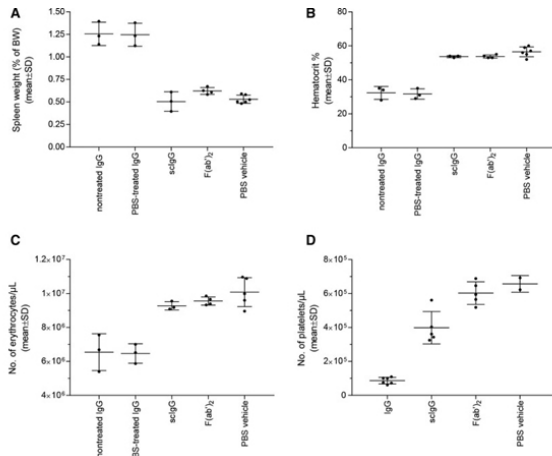 A
Spleen weight (% of BW)
(mean±SD)
1.50
1.25
1.00
0.75
0.50
0.25
0.00
nontreated IgG
PBS-treated IgG
scIgG
F(ab')₂
PBS vehicle
B
Hematocrit %
(mean±SD)
80
60
40
20
0
nontreated IgG
PBS-treated IgG
scIgG
F(ab')₂
PBS vehicle
C
No. of erythrocytes/µL
(mean±SD)
1.2×10⁷
1×10⁷
8×10⁶
6×10⁶
4×10⁶
nontreated IgG
PBS-treated IgG
scIgG
F(ab')₂
PBS vehicle
D
No. of platelets/µL
(mean±SD)
8×10⁵
6×10⁵
4×10⁵
2×10⁵
0
IgG
scIgG
F(ab')₂
PBS vehicle